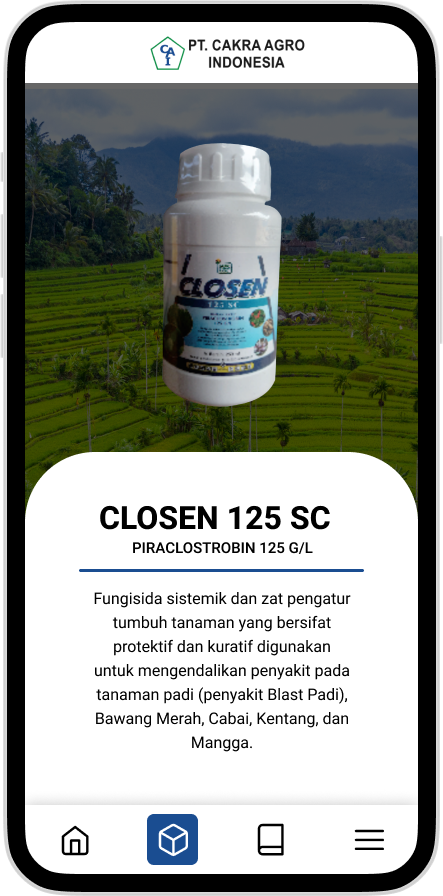 CAI
PT. CAKRA AGRO
INDONESIA
CLOSEN
125 SC
CLOSEN 125 SC
PIRACLOSTROBIN 125 G/L
Fungisida sistemik dan zat pengatur
tumbuh tanaman yang bersifat
protektif dan kuratif digunakan
untuk mengendalikan penyakit pada
tanaman padi (penyakit Blast Padi),
Bawang Merah, Cabai, Kentang, dan
Mangga.